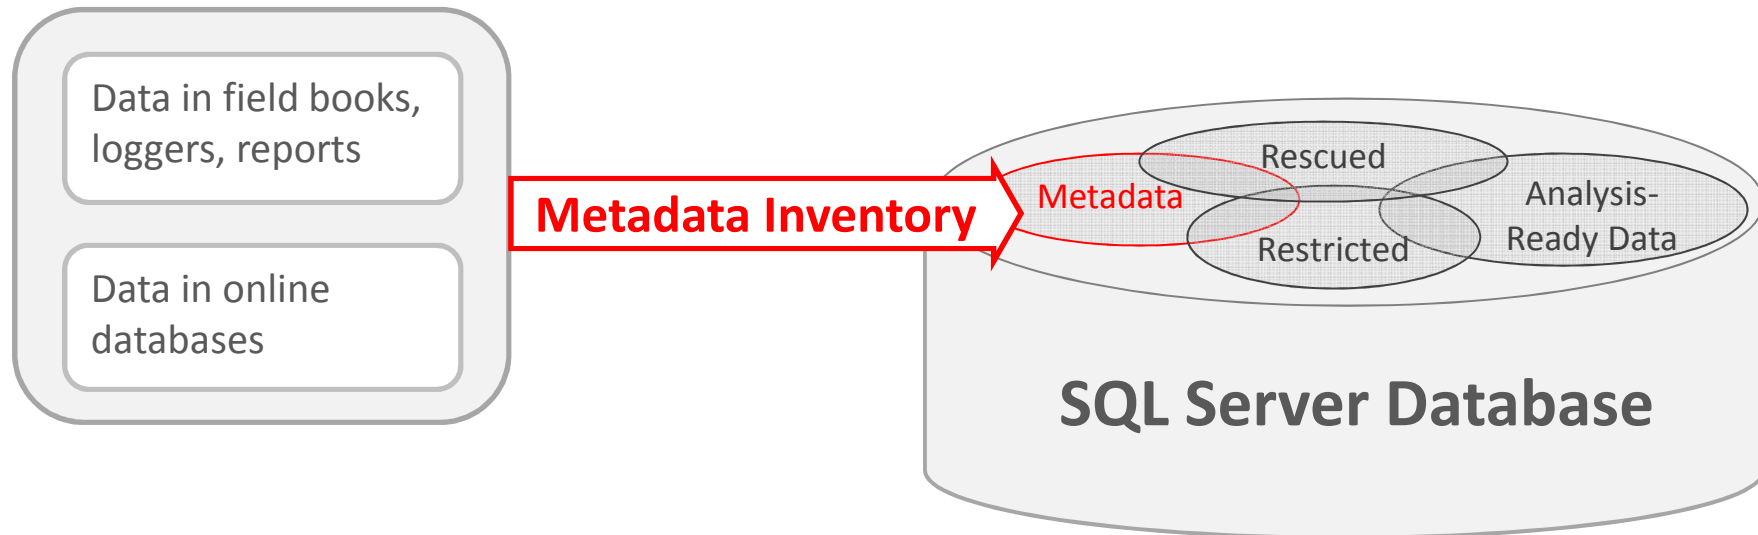 Data in field books,
loggers, reports
Data in online
databases
Metadata Inventory
Metadata
Rescued
Restricted
Analysis-
Ready Data
SQL Server Database